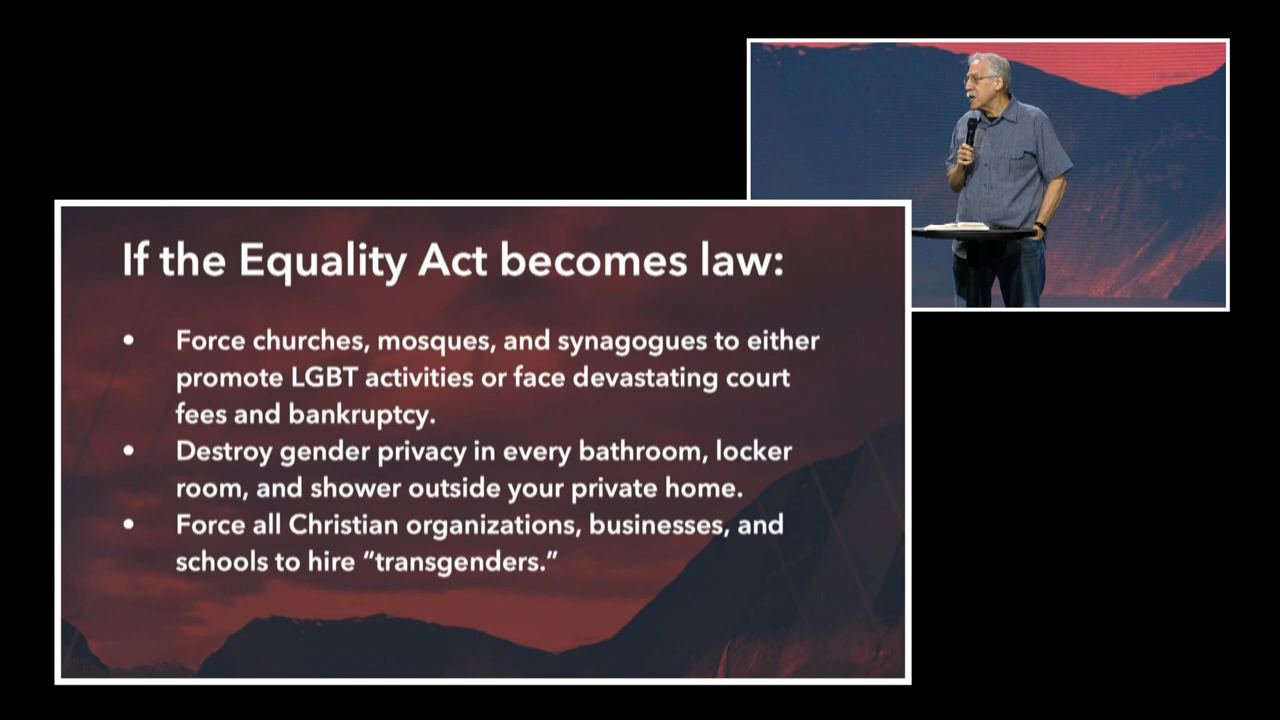 If the Equality Act becomes law:
• Force churches, mosques, and synagogues to either
promote LGBT activities or face devastating court
fees and bankruptcy.
• Destroy gender privacy in every bathroom, locker
room, and shower outside your private home.
• Force all Christian organizations, businesses, and
schools to hire “transgenders.”